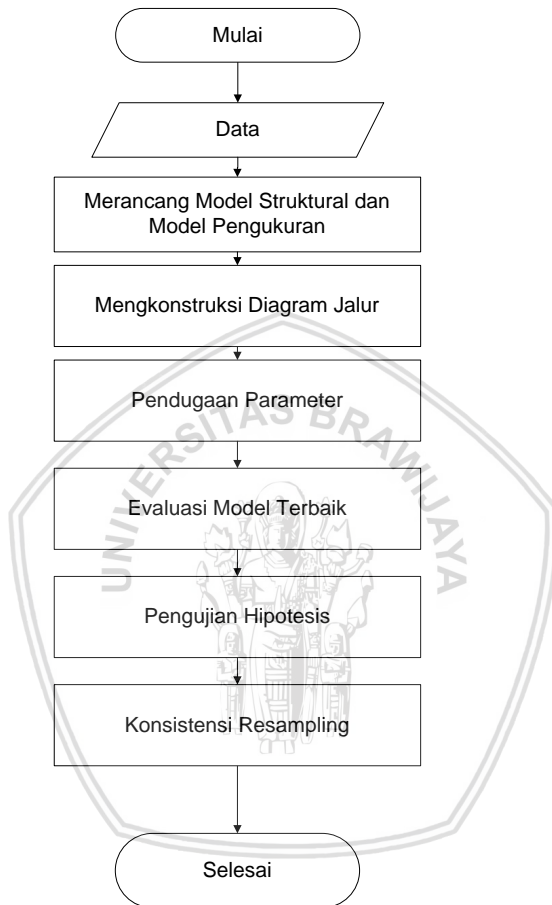 Mulai
Data
Merancang Model Struktural dan
Model Pengukuran
Mengkonstruksi Diagram Jalur
Pendugaan Parameter
UNIVERSITAS BRAWIJAYA
Evaluasi Model Terbaik
Pengujian Hipotesis
Konsistensi Resampling
Selesai